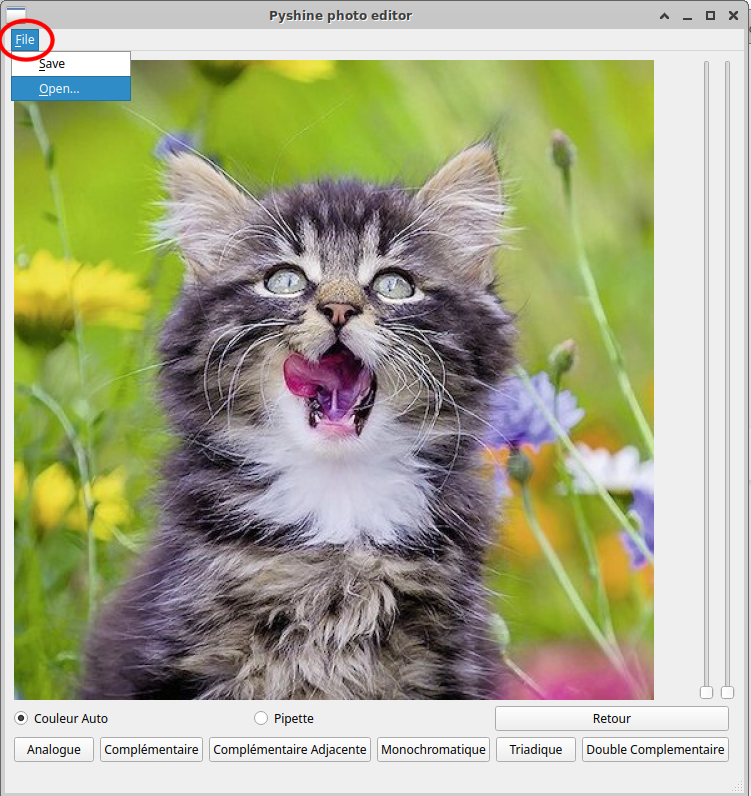 Pyshine photo editor
File
Save
Open...
Couleur Auto
Pipette
Retour
Analogue
Complémentaire
Complémentaire Adjacente
Monochromatique
Triadique
Double Complementaire